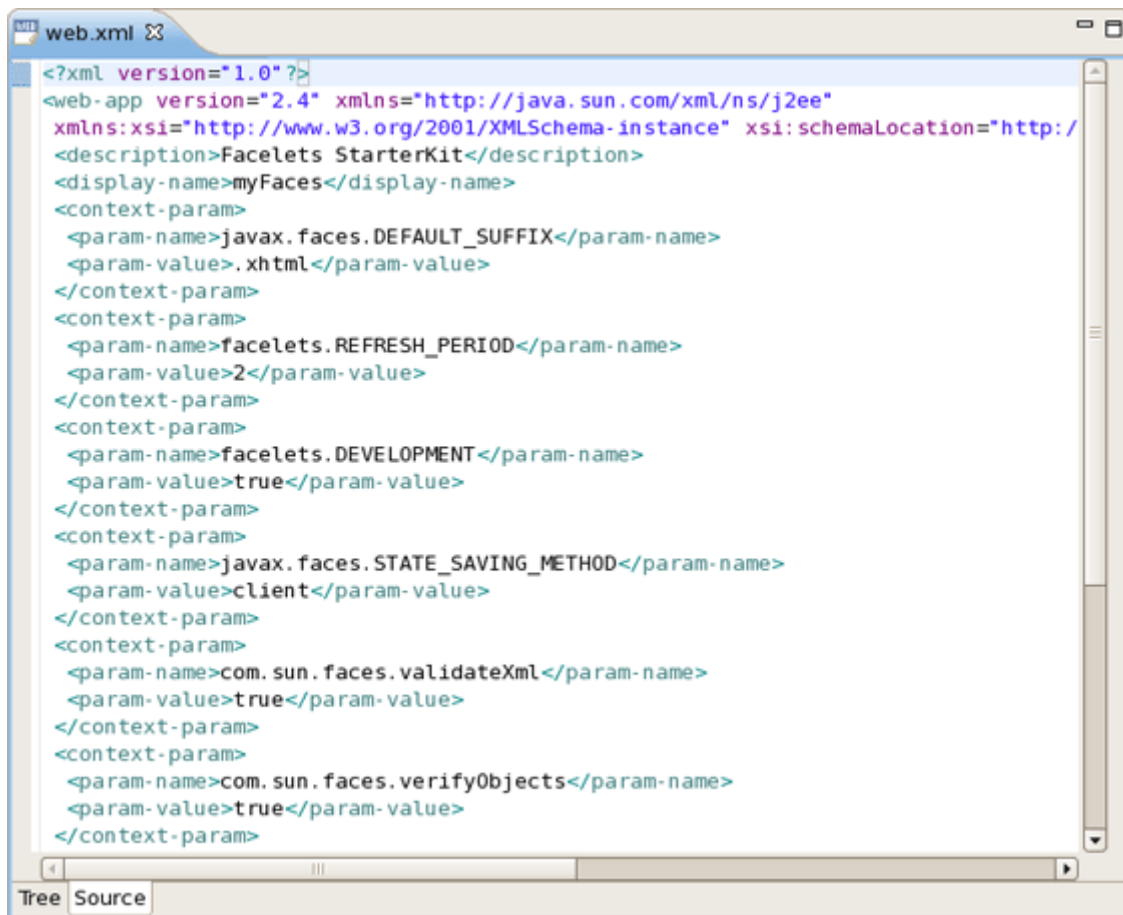 web.xml
<?xml version="1.0"?>
<web-app version="2.4" xmlns="http://java.sun.com/xml/ns/j2ee"
xmlns:xsi="http://www.w3.org/2001/XMLSchema-instance" xsi:schemaLocation="http:/
<description>Facelets StarterKit</description>
<display-name>myFaces</display-name>
<context-param>
<param-name>javax.faces.DEFAULT_SUFFIX</param-name>
<param-value>.xhtml</param-value>
</context-param>
<context-param>
<param-name>facelets.REFRESH_PERIOD</param-name>
<param-value>2</param-value>
</context-param>
<context-param>
<param-name>facelets.DEVELOPMENT</param-name>
<param-value>true</param-value>
</context-param>
<context-param>
<param-name>javax.faces.STATE_SAVING_METHOD</param-name>
<param-value>client</param-value>
</context-param>
<context-param>
<param-name>com.sun.faces.validateXml</param-name>
<param-value>true</param-value>
</context-param>
<context-param>
<param-name>com.sun.faces.verifyObjects</param-name>
<param-value>true</param-value>
</context-param>
Tree Source